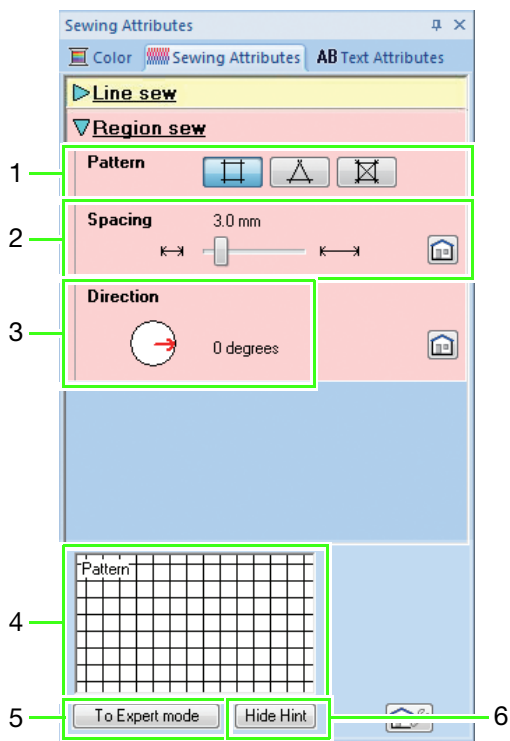 Sewing Attributes
Color Sewing Attributes AB Text Attributes
Line sew
Region sew
1 Pattern
2 Spacing 3.0 mm
3 Direction
0 degrees
4 Pattern
5 To Expert mode Hide Hint 6